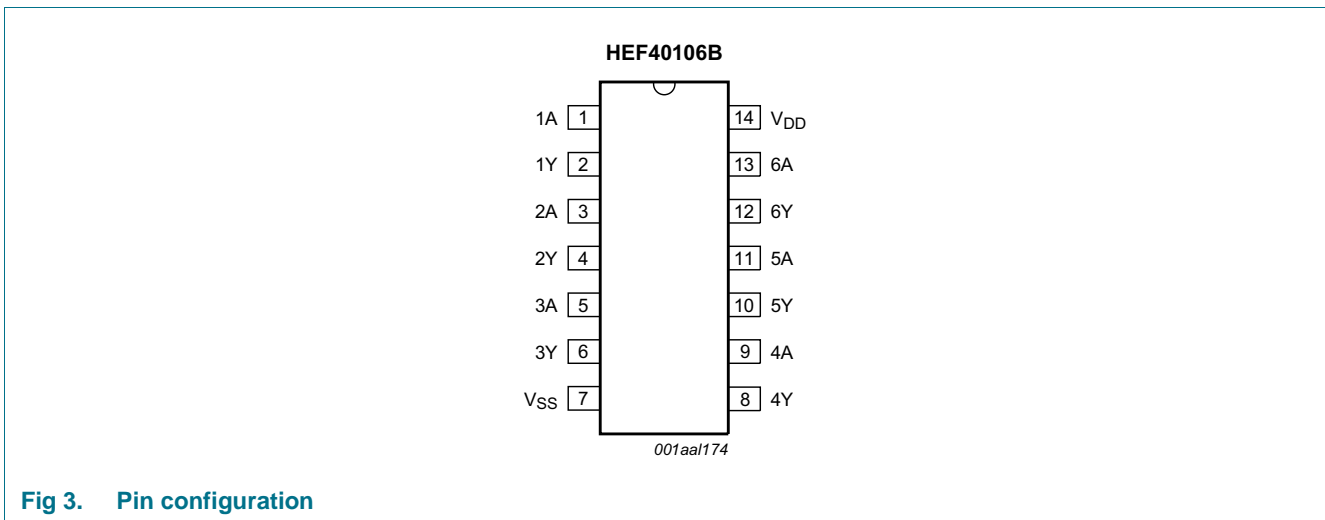 HEF40106B
1A 1 14 VDD
1Y 2 13 6A
2A 3 12 6Y
2Y 4 11 5A
3A 5 10 5Y
3Y 6 9 4A
VSS 7 8 4Y
001aal174
Fig 3. Pin configuration